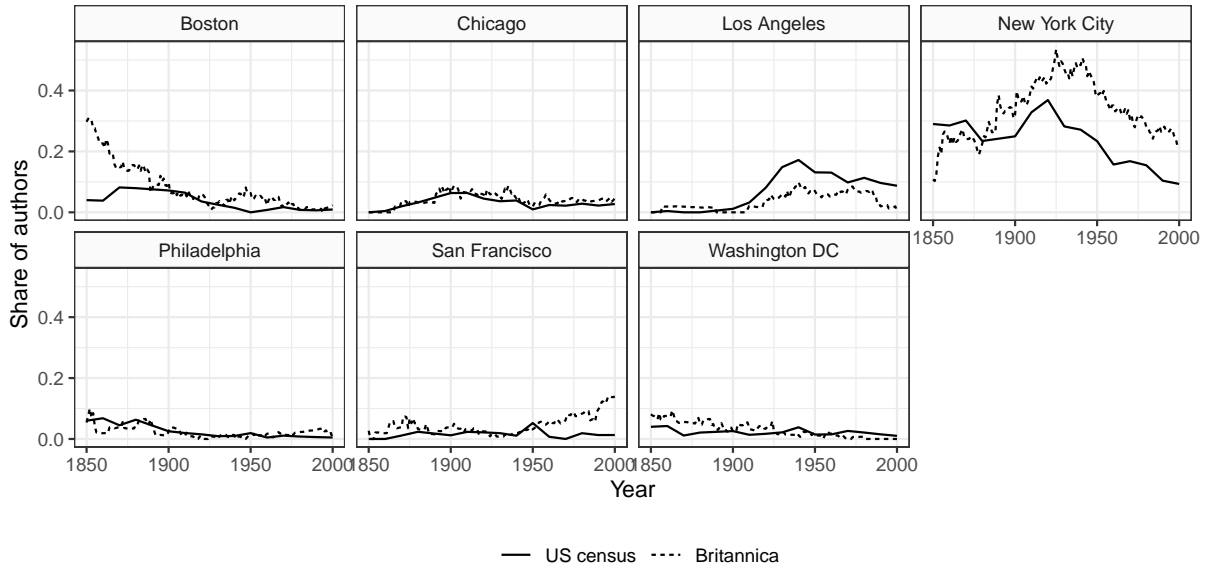 Boston
Chicago
Los Angeles
New York City
0.4
0.2
0.0
1850 1900 1950 2000
Philadelphia
San Francisco
Washington DC
0.4
0.2
0.0
1850 1900 1950 2000
1850 1900 1950 2000
1850 1900 1950 2000
Share of authors
Year
US census
Britannica